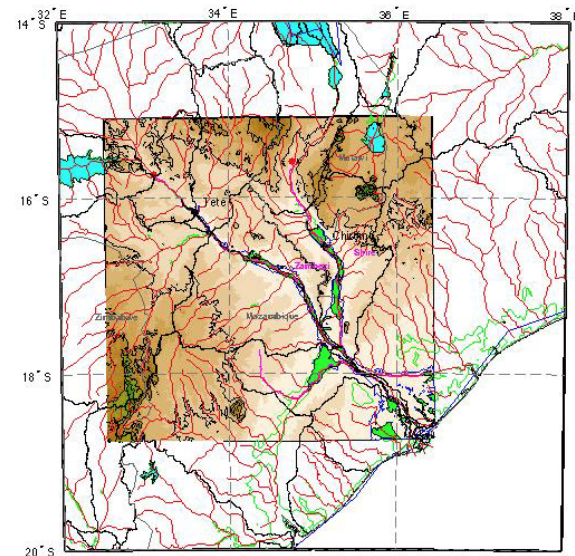 32° E
34 E
36 E
38
14° S
Malawi
16° S
Tete
Chiromo
Shire
Zambezi
Zimbabwe
Mozambique
18° S
20° S